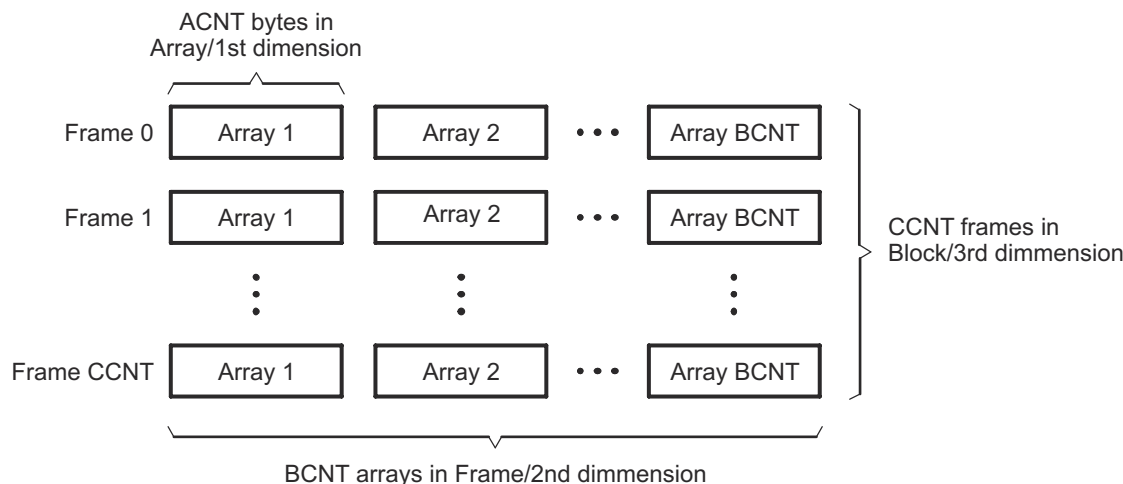 ACNT bytes in
Array/1st dimension
Frame 0
Array 1
Array 2
Array BCNT
Frame 1
Array 1
Array 2
Array BCNT
CCNT frames in
Block/3rd dimmension
Frame CCNT
Array 1
Array 2
Array BCNT
BCNT arrays in Frame/2nd dimmension